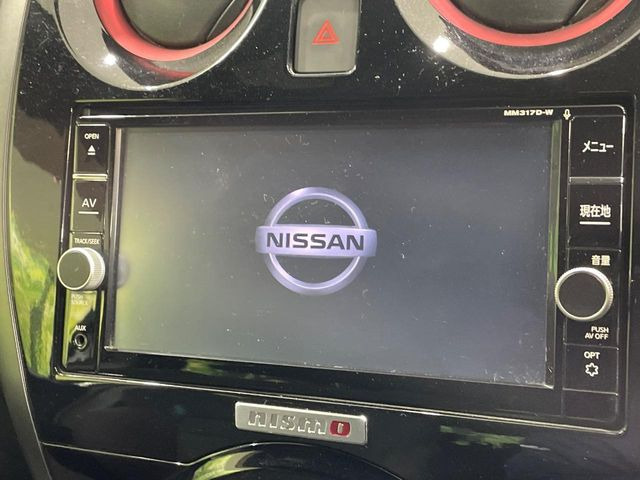 MM317D-W
OPEN
AV
TRACK/SEEK
PUSH
SOURCE
AUX
NISSAN
メニュー
現在地
音量
PUSH
AV OFF
OPT
nismo